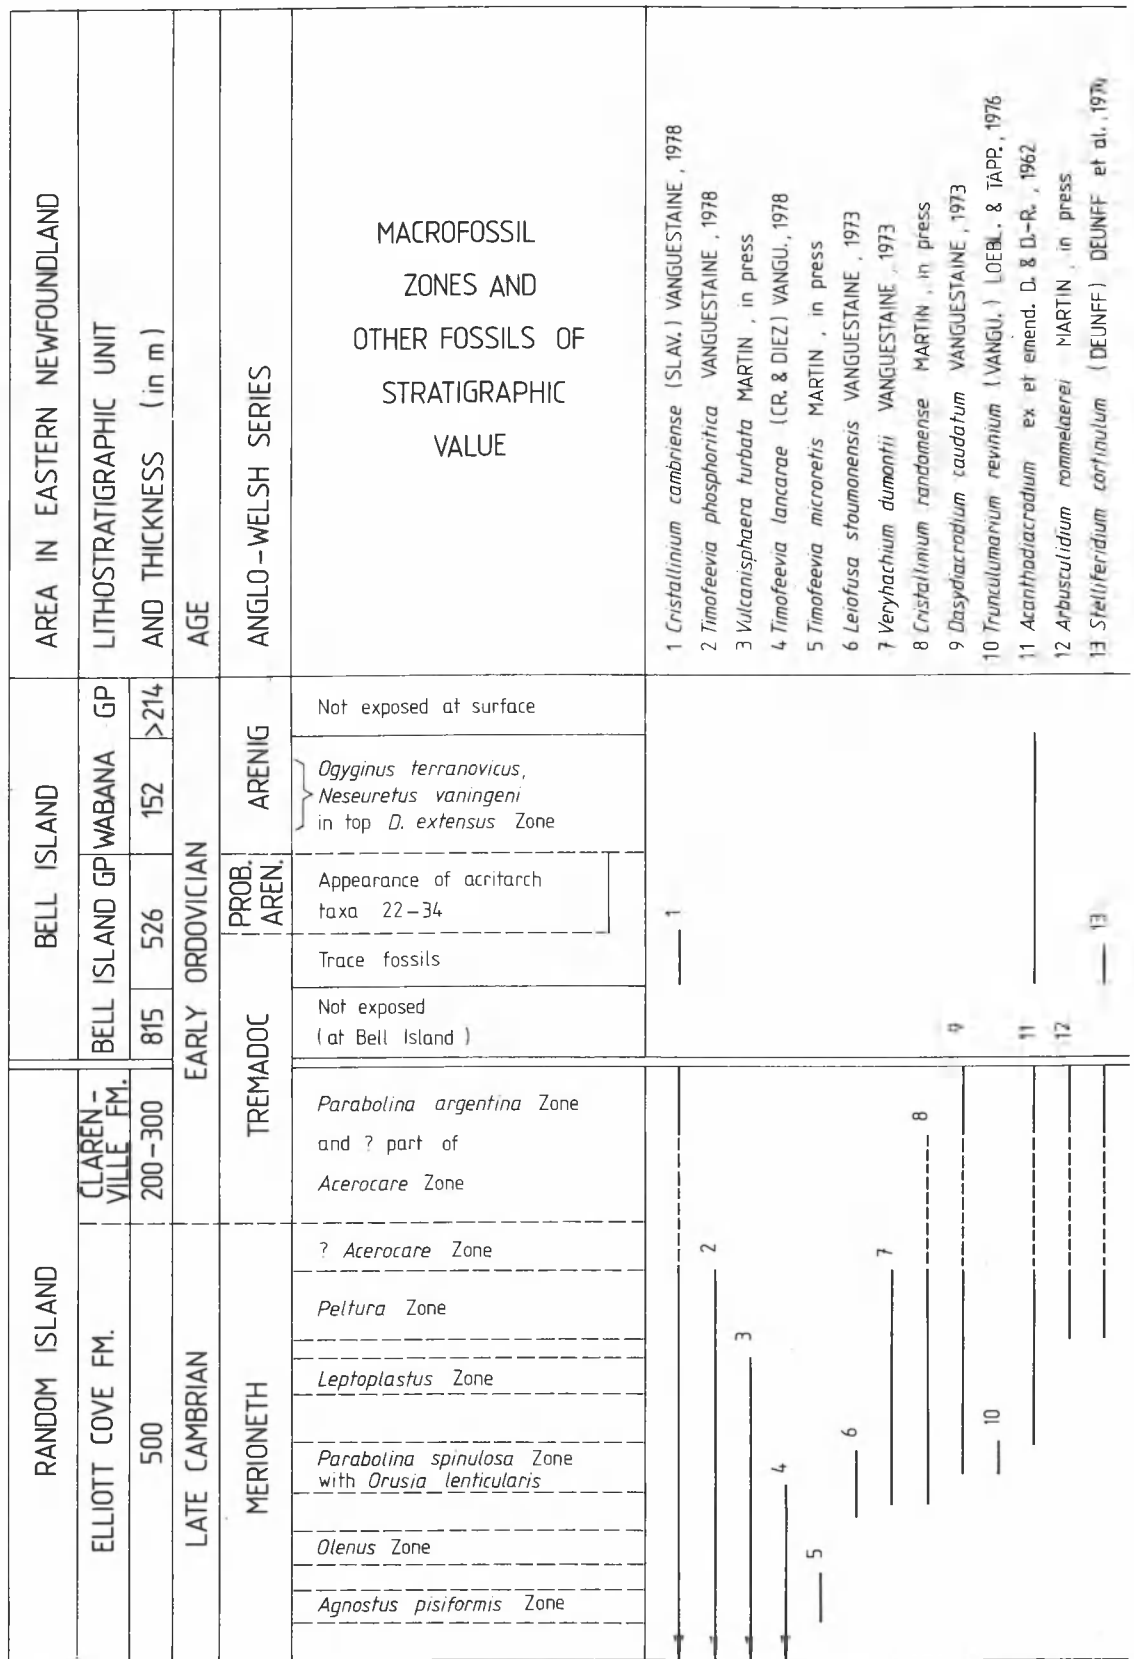 AREA IN EASTERN NEWFOUNDLAND
LITHOSTRATIGRAPHIC UNIT
AND THICKNESS (in m)
AGE
ANGLO-WELSH SERIES
MACROFOSSIL
ZONES AND
OTHER FOSSILS OF
STRATIGRAPHIC
VALUE
1 Cristallinium cambriense (SLAV.) VANGUESTAINE, 1978
2 Timofeevia phosphoritica VANGUESTAINE, 1978
3 Vulcanisphaera turbata MARTIN, in press
4 Timofeevia lancarae (CR. & DIEZ) VANGU., 1978
5 Timofeevia microretis MARTIN, in press
6 Leiofusa stoumonensis VANGUESTAINE, 1973
7 Veryhachium dumontii VANGUESTAINE, 1973
8 Cristallinium randomense MARTIN, in press
9 Dasydiacrodium caudatum VANGUESTAINE, 1973
10 Trunculumarium revinium (VANGU.) LOEBL. & TAPP., 1976
11 Acanthodiacrodium ex et emend. D. & D.-R., 1962
12 Arbusculidium rommelaerei MARTIN, in press
13 Stelliferidium cortinulum (DEUNFF) DEUNFF et al., 1974
BELL ISLAND
BELL ISLAND GP
WABANA GP
815
526
152
>214
EARLY ORDOVICIAN
TREMADOC
PROB.
AREN.
ARENIG
Not exposed at surface
Ogyginus terranovicus,
Neseuretus vaningeni
in top D. extensus Zone
Appearance of acritarch
taxa 22-34
Trace fossils
Not exposed
(at Bell Island)
1
13
9
11
12
RANDOM ISLAND
ELLIOTT COVE FM.
CLAREN-
VILLE FM.
500
200-300
LATE CAMBRIAN
MERIONETH
Parabolina argentina Zone
and ? part of
Acerocare Zone
? Acerocare Zone
Peltura Zone
Leptoplastus Zone
Parabolina spinulosa Zone
with Orusia lenticularis
Olenus Zone
Agnostus pisiformis Zone
8
2
7
3
10
6
4
5